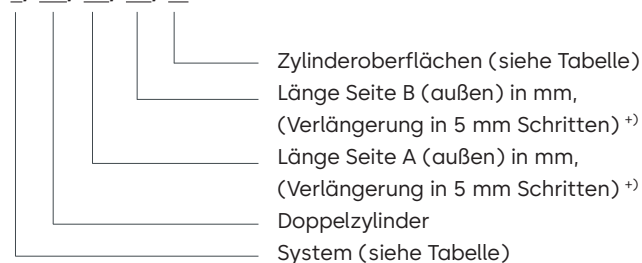 Zylinderoberflächen (siehe Tabelle)
Länge Seite B (außen) in mm,
(Verlängerung in 5 mm Schritten) +)
Länge Seite A (außen) in mm,
(Verlängerung in 5 mm Schritten) +)
Doppelzylinder
System (siehe Tabelle)